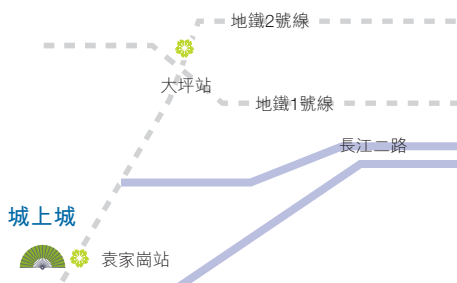 地鐵2號線
大坪站
地鐵1號線
長江二路
城上城
袁家崗站